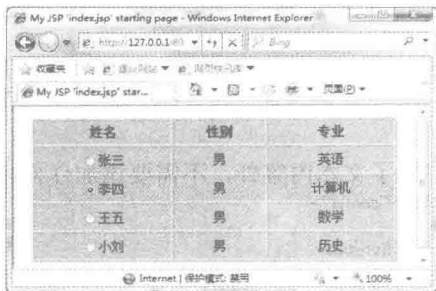 My JSP 'index.jsp' starting page - Windows Internet Explorer
http://127.0.0.1:80
Bing
收藏夹
My JSP 'index.jsp' star...
页面(P)
姓名 性别 专业
张三 男 英语
李四 男 计算机
王五 男 数学
小刘 男 历史
Internet | 保护模式: 禁用
100%